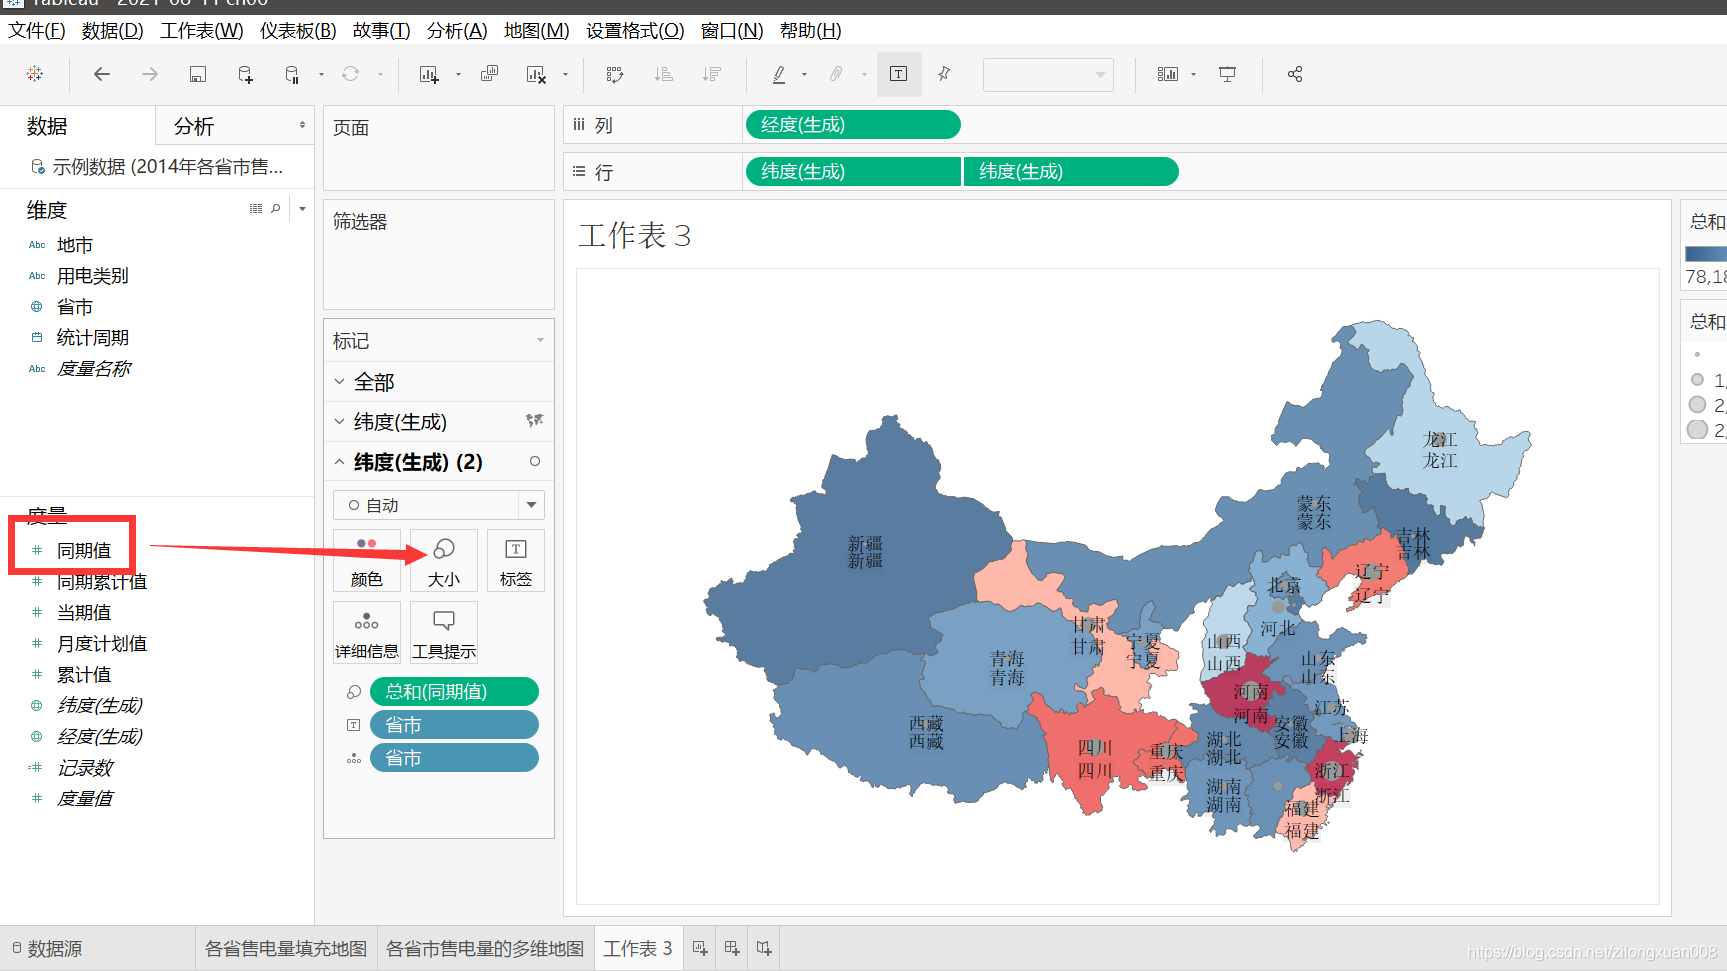 Tableau - 2021-08-14-ch06
文件(F) 数据(D) 工作表(W) 仪表板(B) 故事(T) 分析(A) 地图(M) 设置格式(O) 窗口(N) 帮助(H)
数据 分析
示例数据 (2014年各省市售...
维度
Abc 地市
Abc 用电类别
省市
统计周期
Abc 度量名称
度量
同期值
同期累计值
当期值
月度计划值
累计值
纬度(生成)
经度(生成)
记录数
度量值
页面
筛选器
标记
全部
纬度(生成)
纬度(生成) (2)
自动
颜色 大小 标签
详细信息 工具提示
总和(同期值)
省市
省市
列 经度(生成)
行 纬度(生成) 纬度(生成)
工作表 3
龙江
龙江
蒙东
蒙东
吉林
吉林
新疆
新疆
辽宁
辽宁
北京
河北
甘肃
甘肃
宁夏
宁夏
山西
山西
青海
青海
山东
山东
河南
河南
江苏
安徽
安徽
西藏
西藏
上海
湖北
湖北
四川
四川
重庆
重庆
浙江
浙江
湖南
湖南
福建
福建
总和
78,18
总和
1,
2,
2,
数据源 各省售电量填充地图 各省市售电量的多维地图 工作表 3
https://blog.csdn.net/zilongxuan008